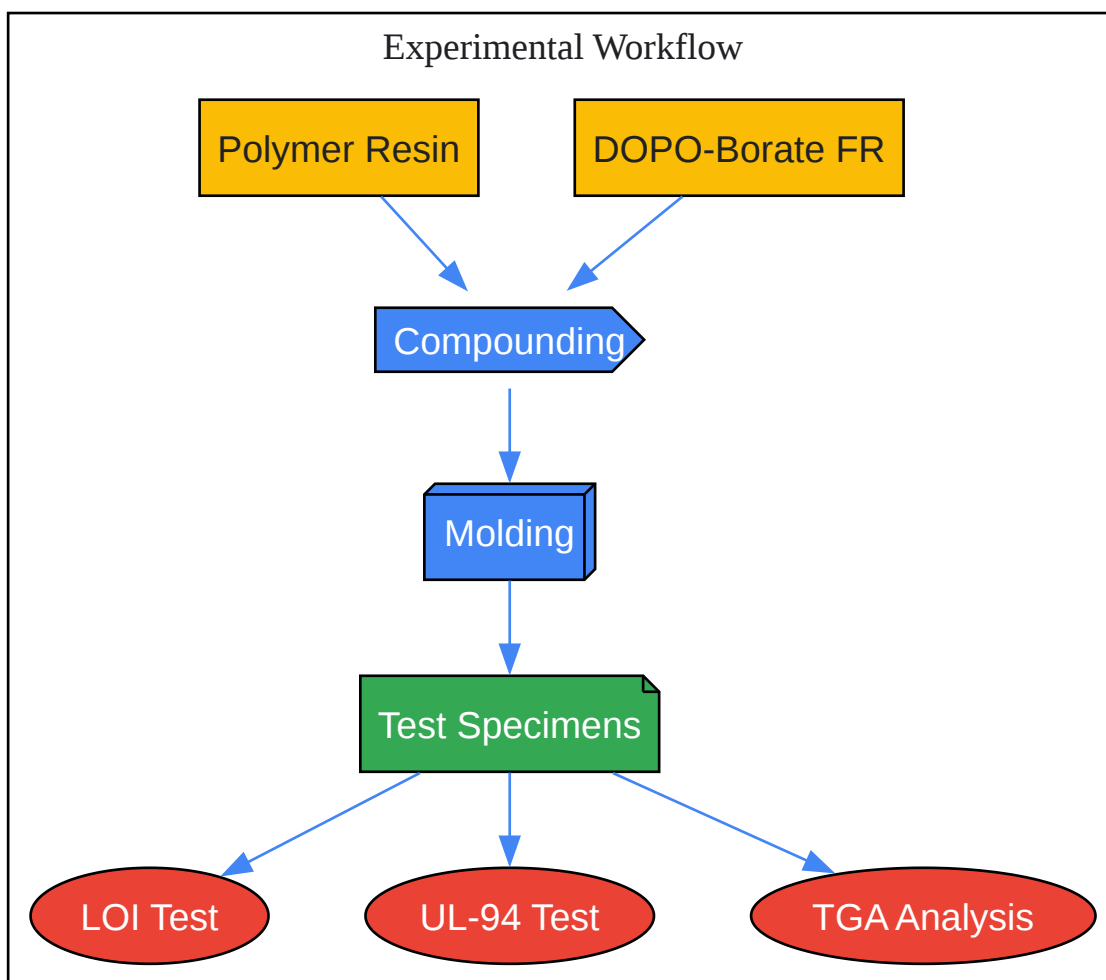 Experimental Workflow
Polymer Resin
DOPO-Borate FR
Compounding
Molding
Test Specimens
LOI Test
UL-94 Test
TGA Analysis